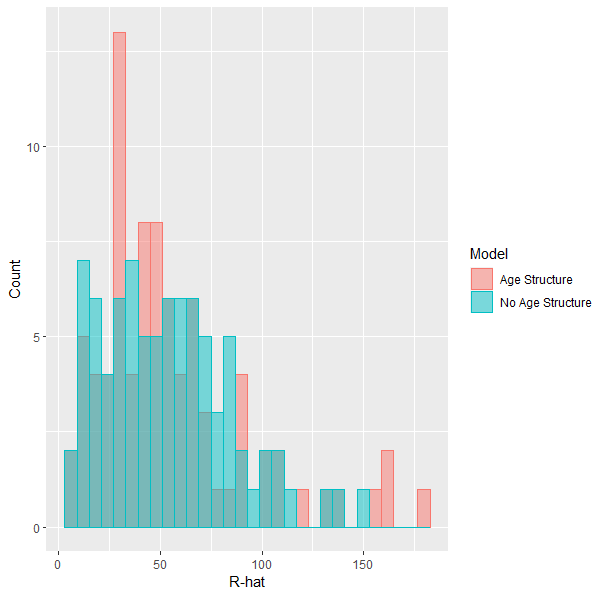 10
5
0
Count
0 50 100 150
R-hat
Model
Age Structure
No Age Structure